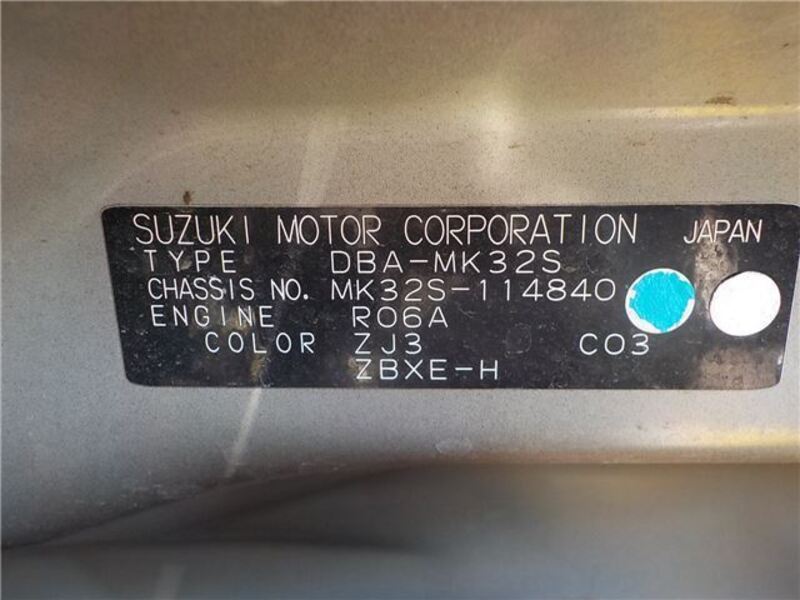 SUZUKI MOTOR CORPORATION JAPAN
TYPE DBA-MK32S
CHASSIS NO. MK32S-114840
ENGINE R06A
COLOR ZJ3 C03
ZBXE-H